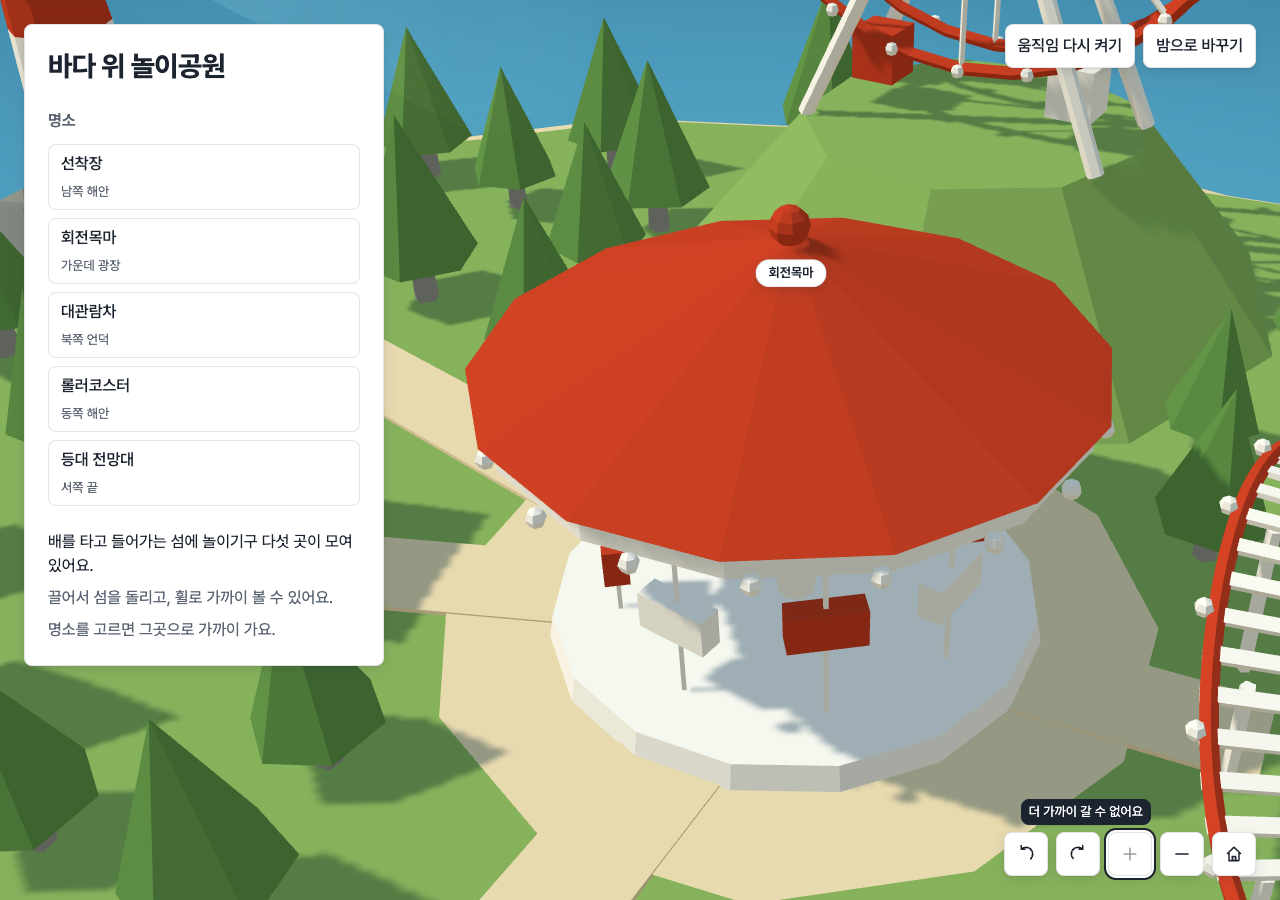 바다 위 놀이공원
명소
선착장
남쪽 해안
회전목마
가운데 광장
대관람차
북쪽 언덕
롤러코스터
동쪽 해안
등대 전망대
서쪽 끝
배를 타고 들어가는 섬에 놀이기구 다섯 곳이 모여
있어요.
끌어서 섬을 돌리고, 휠로 가까이 볼 수 있어요.
명소를 고르면 그곳으로 가까이 가요.
움직임 다시 켜기
밤으로 바꾸기
회전목마
더 가까이 갈 수 없어요